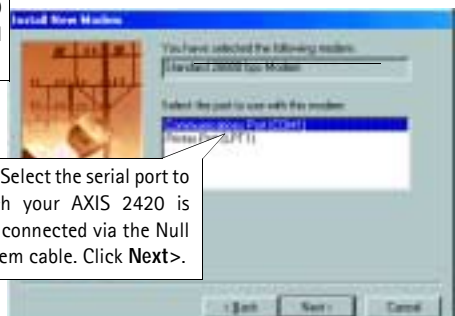 Install New Modem
You have selected the following modem:
Standard 28800 bps Modem
Select the port to use with this modem:
Communications Port (COM1)
Printer Port (LPT1)
Select the serial port to
h your AXIS 2420 is
connected via the Null
em cable. Click Next>.
< Back Next > Cancel